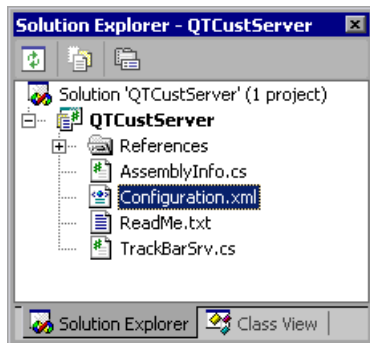 Solution Explorer - QTCustServer
Solution 'QTCustServer' (1 project)
QTCustServer
References
AssemblyInfo.cs
Configuration.xml
ReadMe.txt
TrackBarSrv.cs
Solution Explorer Class View